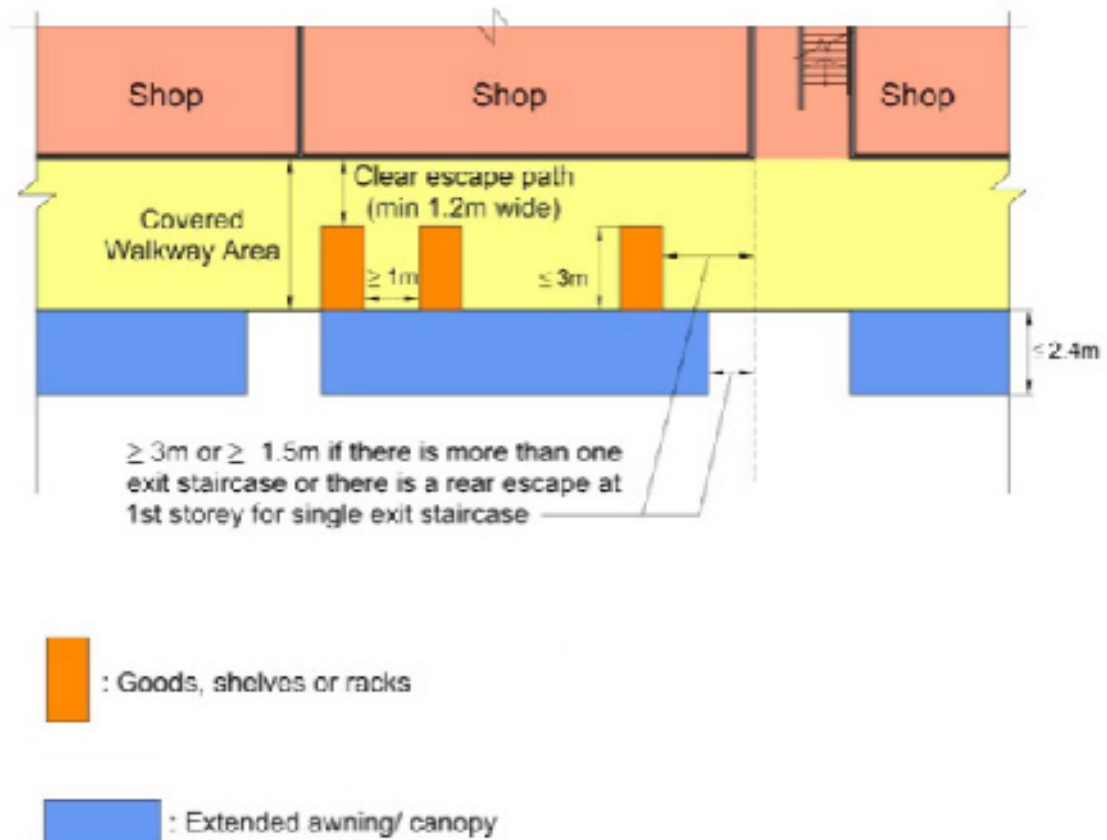 Shop
Shop
Shop
Clear escape path
(min 1.2m wide)
Covered
Walkway Area
≥ 1m
≤ 3m
≤ 2.4m
≥ 3m or ≥ 1.5m if there is more than one
exit staircase or there is a rear escape at
1st storey for single exit staircase
: Goods, shelves or racks
: Extended awning/ canopy